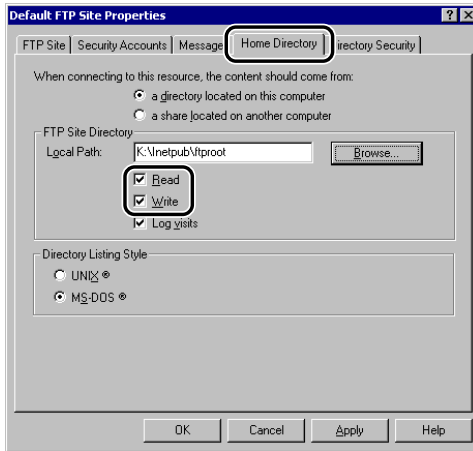 Default FTP Site Properties
FTP Site Security Accounts Message Home Directory irectory Security
When connecting to this resource, the content should come from:
a directory located on this computer
a share located on another computer
FTP Site Directory
Local Path: K:\Inetpub\ftproot Browse...
Read
Write
Log visits
Directory Listing Style
UNIX ®
MS-DOS ®
OK Cancel Apply Help